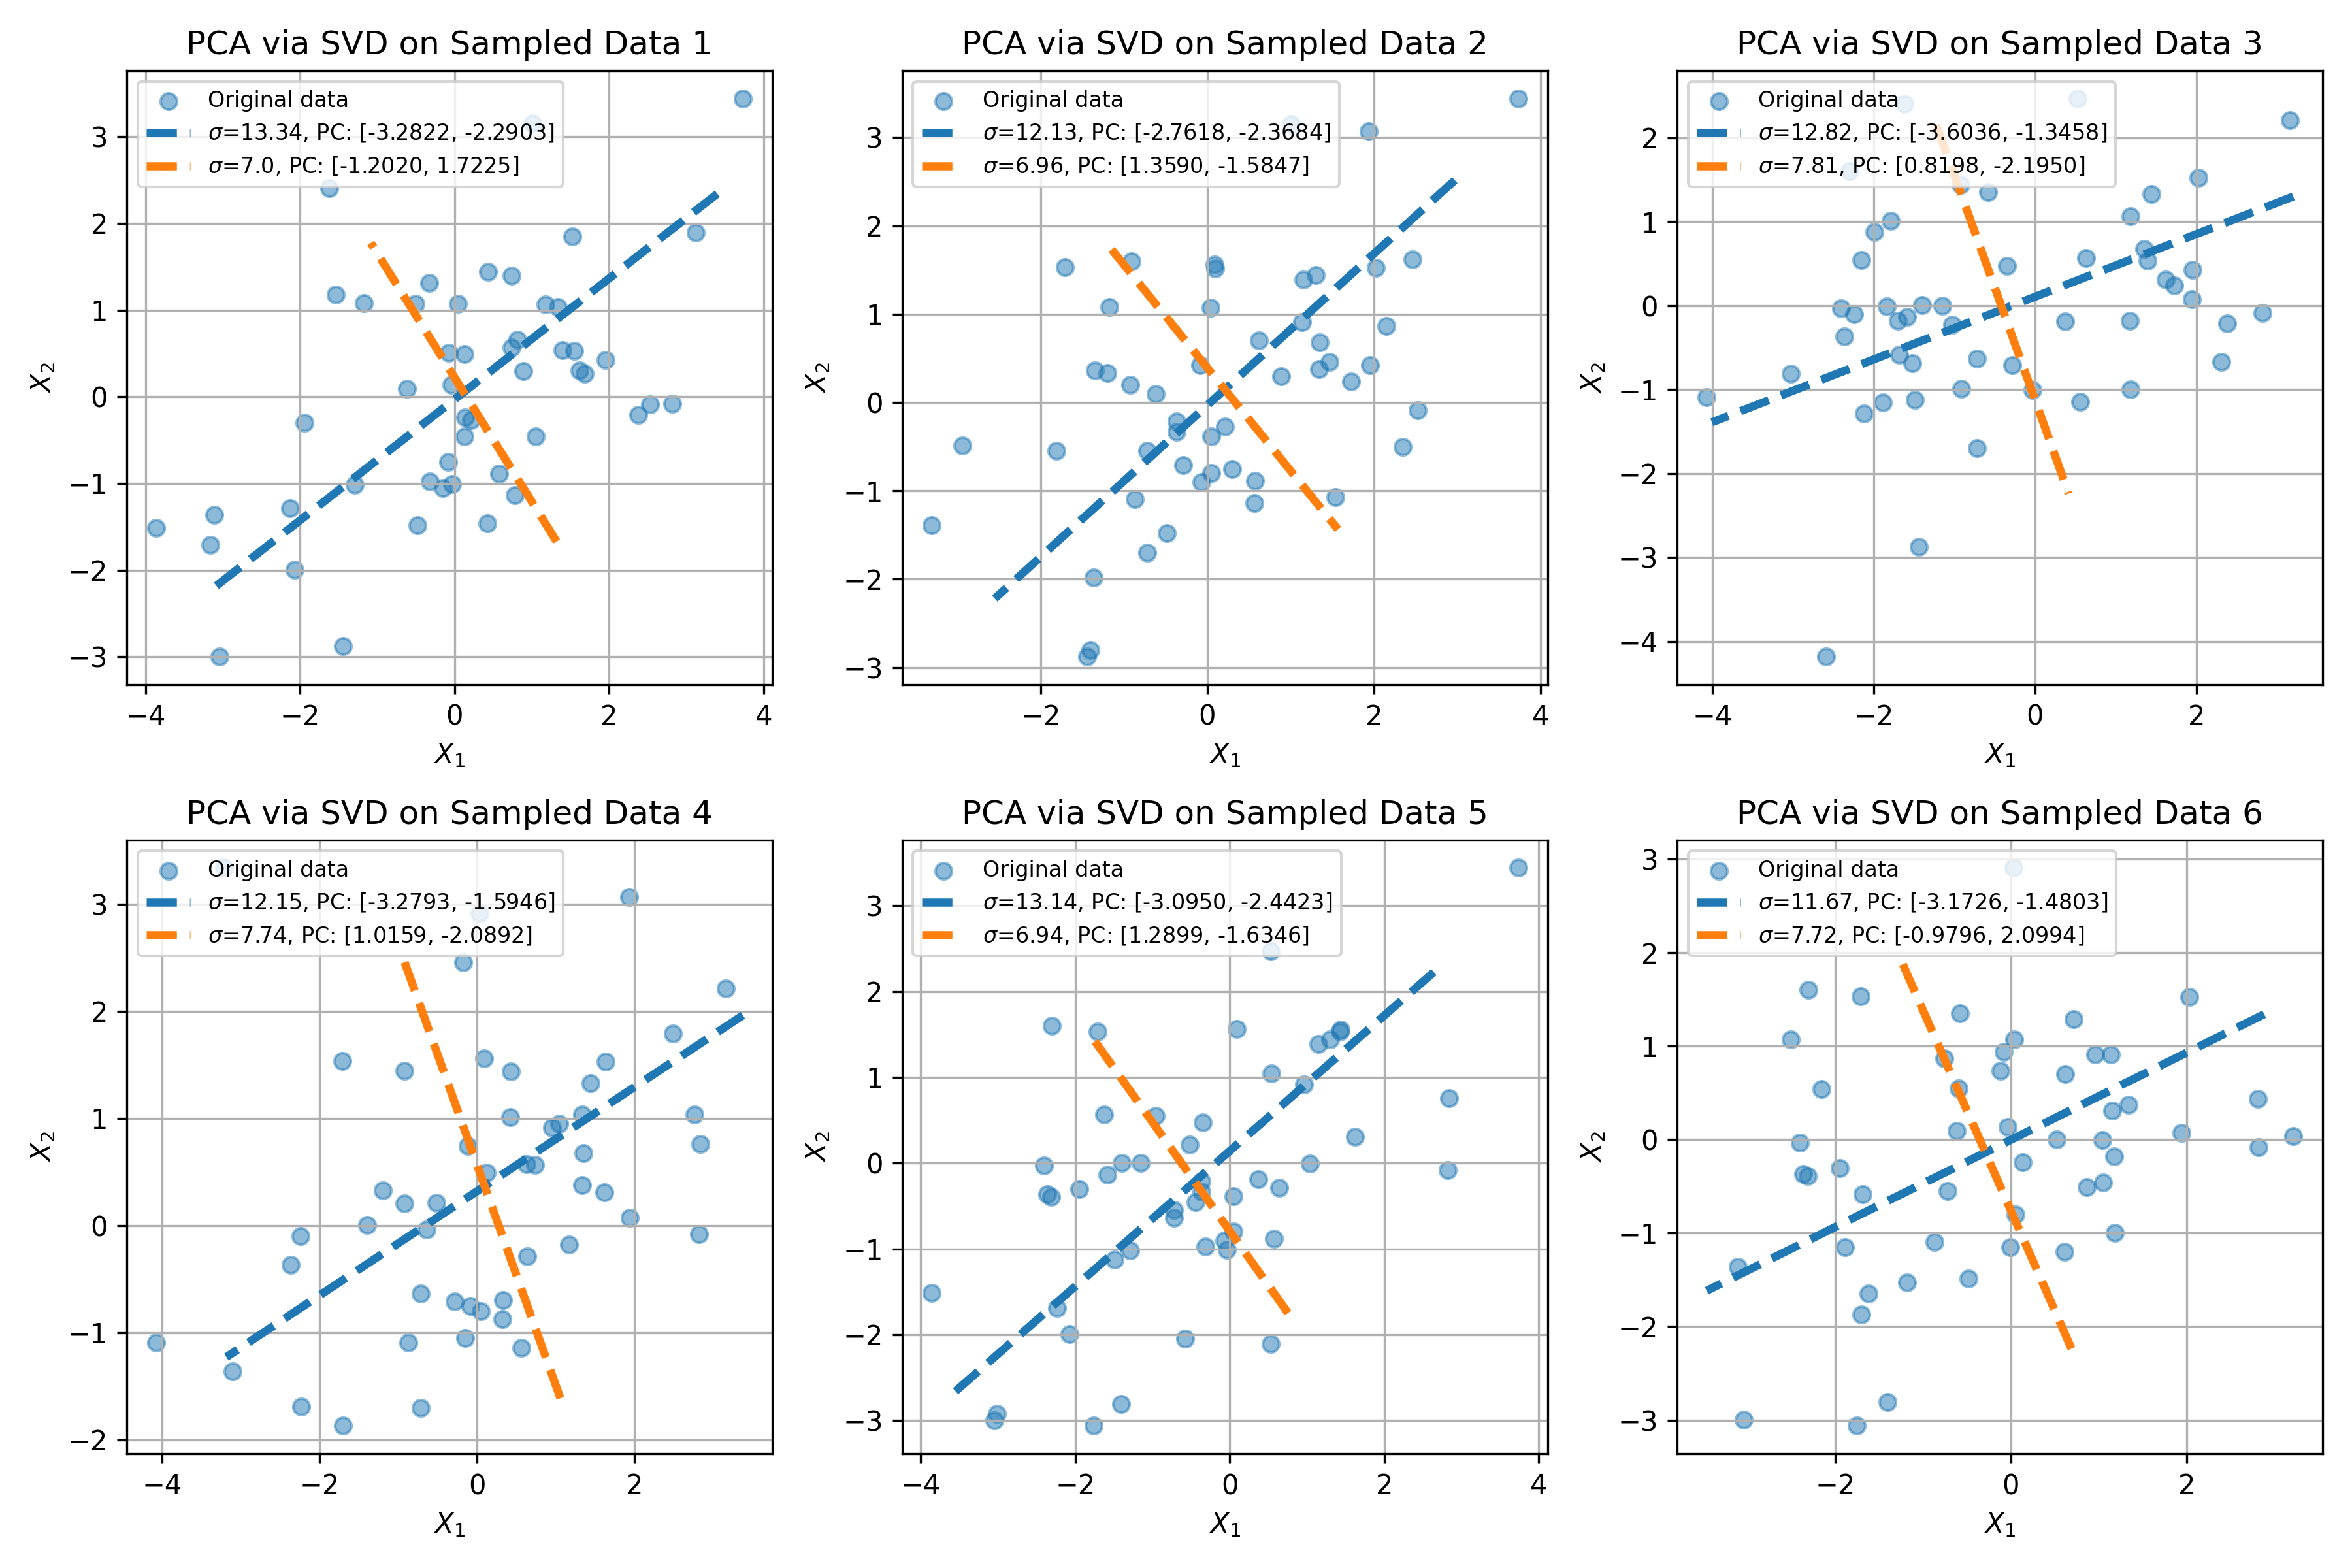 PCA via SVD on Sampled Data 1
Original data
σ=13.34, PC: [-3.2822, -2.2903]
σ=7.0, PC: [-1.2020, 1.7225]
3
2
1
0
−1
−2
−3
X2
−4 −2 0 2 4
X1
PCA via SVD on Sampled Data 2
Original data
σ=12.13, PC: [-2.7618, -2.3684]
σ=6.96, PC: [1.3590, -1.5847]
3
2
1
0
−1
−2
−3
X2
−2 0 2 4
X1
PCA via SVD on Sampled Data 3
Original data
σ=12.82, PC: [-3.6036, -1.3458]
σ=7.81, PC: [0.8198, -2.1950]
2
1
0
−1
−2
−3
−4
X2
−4 −2 0 2
X1
PCA via SVD on Sampled Data 4
Original data
σ=12.15, PC: [-3.2793, -1.5946]
σ=7.74, PC: [1.0159, -2.0892]
3
2
1
0
−1
−2
X2
−4 −2 0 2
X1
PCA via SVD on Sampled Data 5
Original data
σ=13.14, PC: [-3.0950, -2.4423]
σ=6.94, PC: [1.2899, -1.6346]
3
2
1
0
−1
−2
−3
X2
−4 −2 0 2 4
X1
PCA via SVD on Sampled Data 6
Original data
σ=11.67, PC: [-3.1726, -1.4803]
σ=7.72, PC: [-0.9796, 2.0994]
3
2
1
0
−1
−2
−3
X2
−2 0 2
X1